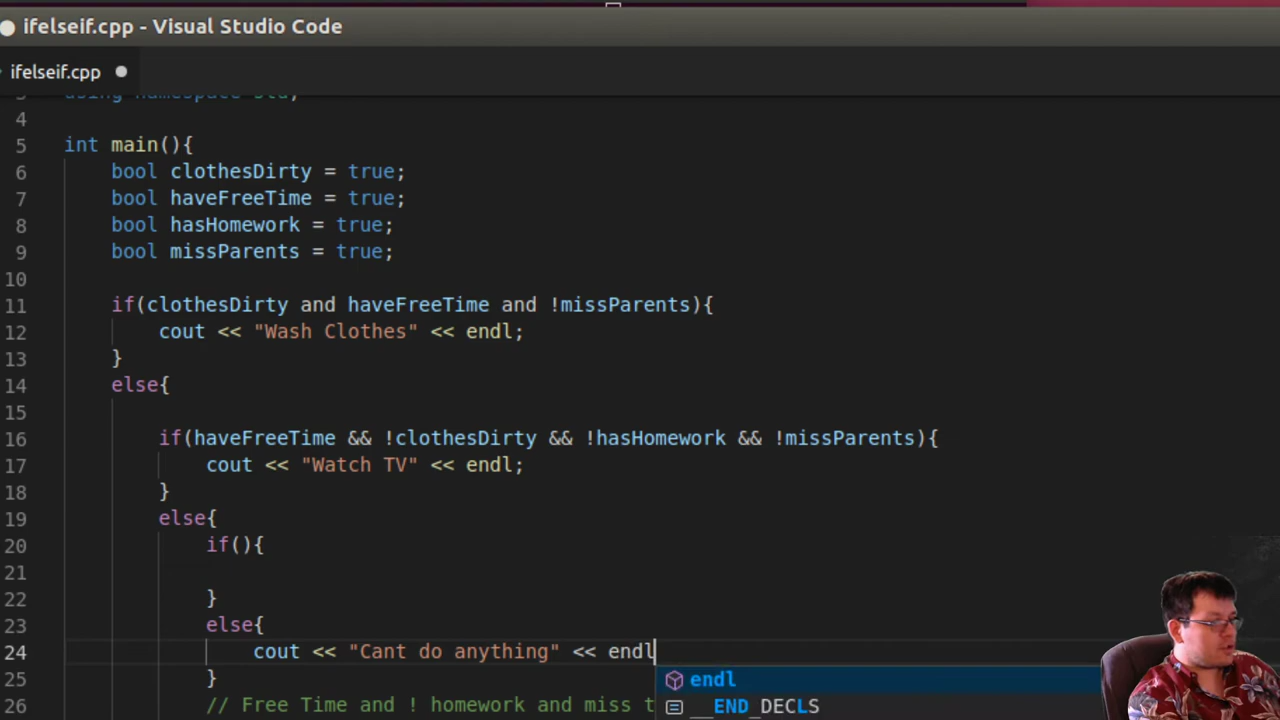 ifelseif.cpp - Visual Studio Code
ifelseif.cpp
3 using namespace std;
4
5 int main(){
6 bool clothesDirty = true;
7 bool haveFreeTime = true;
8 bool hasHomework = true;
9 bool missParents = true;
10
11 if(clothesDirty and haveFreeTime and !missParents){
12 cout << "Wash Clothes" << endl;
13 }
14 else{
15
16 if(haveFreeTime && !clothesDirty && !hasHomework && !missParents){
17 cout << "Watch TV" << endl;
18 }
19 else{
20 if(){
21
22 }
23 else{
24 cout << "Cant do anything" << endl
25 }
endl
26 // Free Time and ! homework and miss t
__END_DECLS